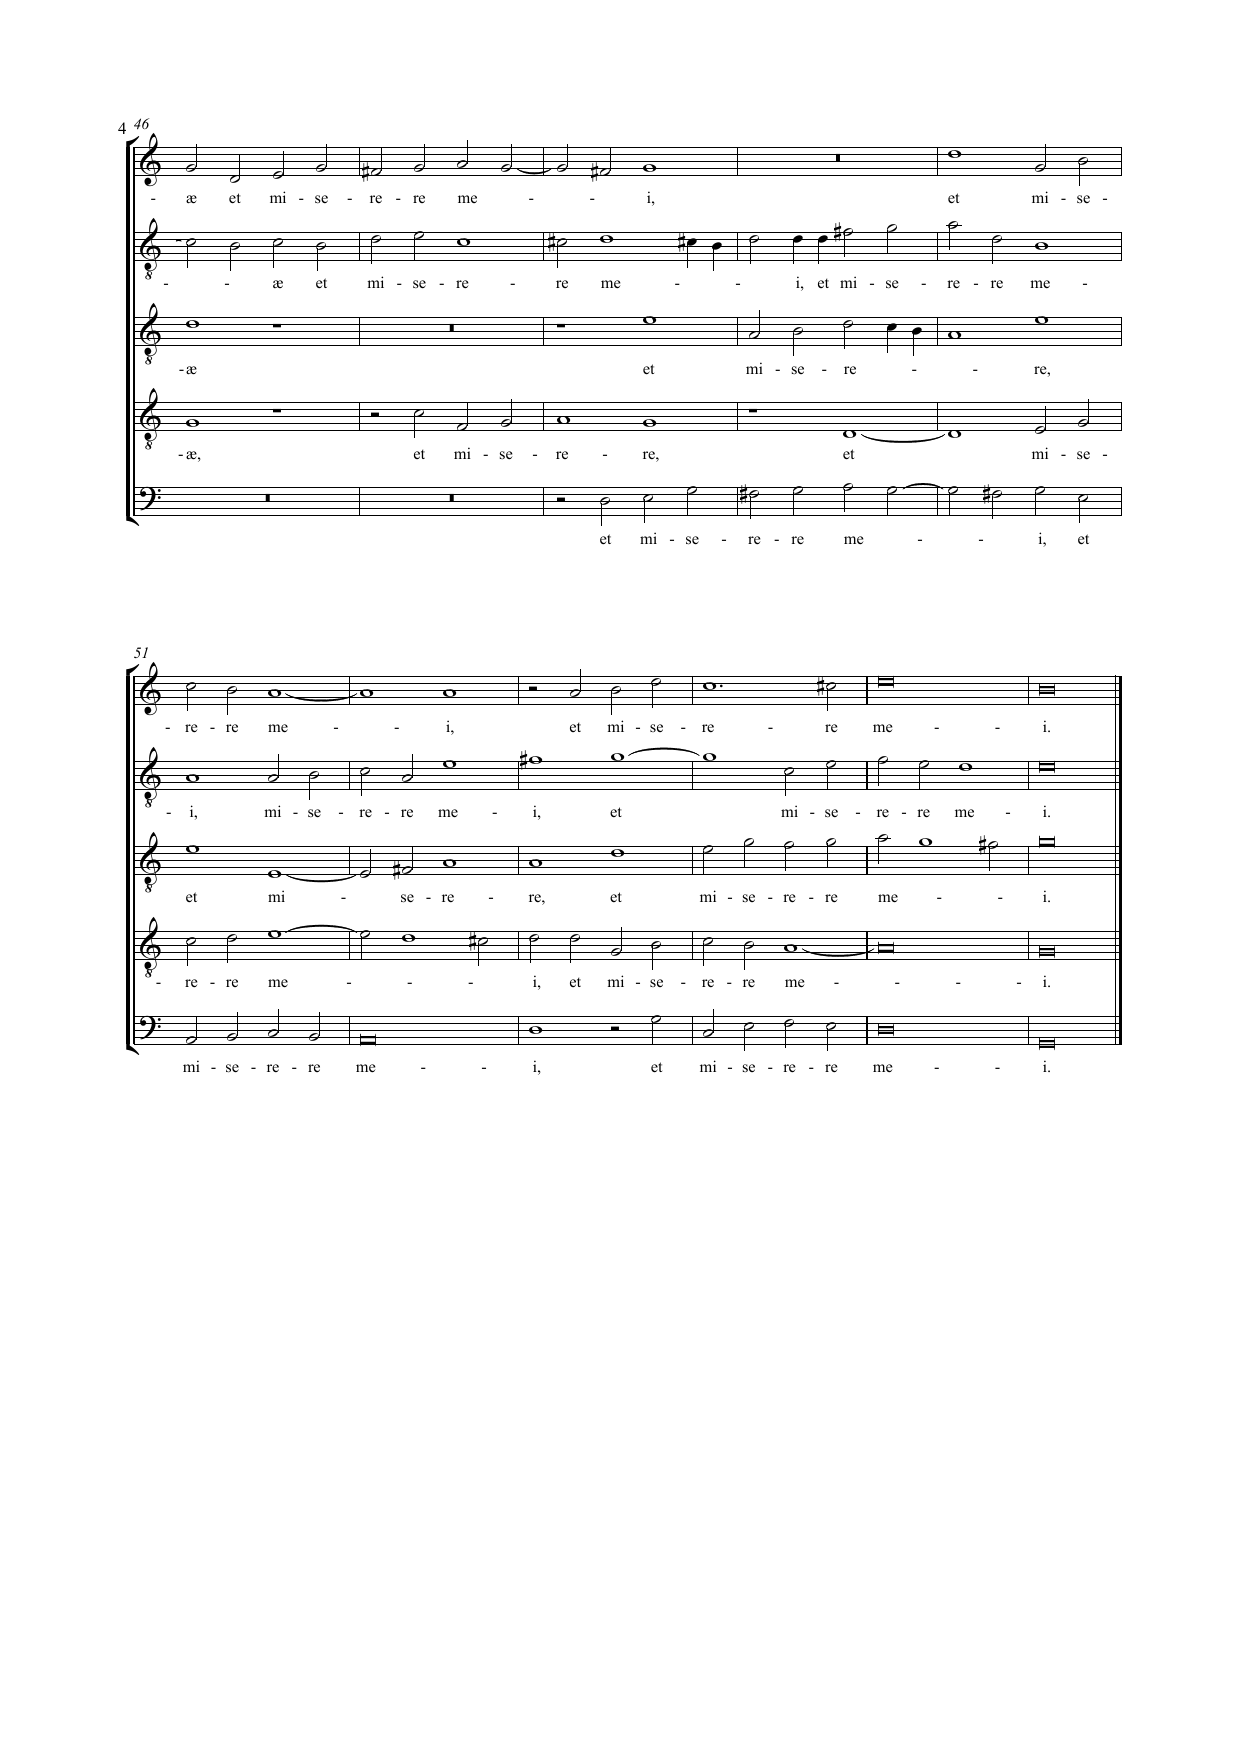 4 46
- æ et mi - se - re - re me - - i, et mi - se -
- - æ et mi - se - re - re me - - i, et mi - se - re - re me -
- æ et mi - se - re - - re,
- æ, et mi - se - re - re, et mi - se -
et mi - se - re - re me - - i, et
51
- re - re me - - i, et mi - se - re - re me - i.
- i, mi - se - re - re me - i, et mi - se - re - re me - i.
et mi - se - re - re, et mi - se - re - re me - - i.
- re - re me - - - i, et mi - se - re - re me - - - i.
mi - se - re - re me - - i, et mi - se - re - re me - - i.